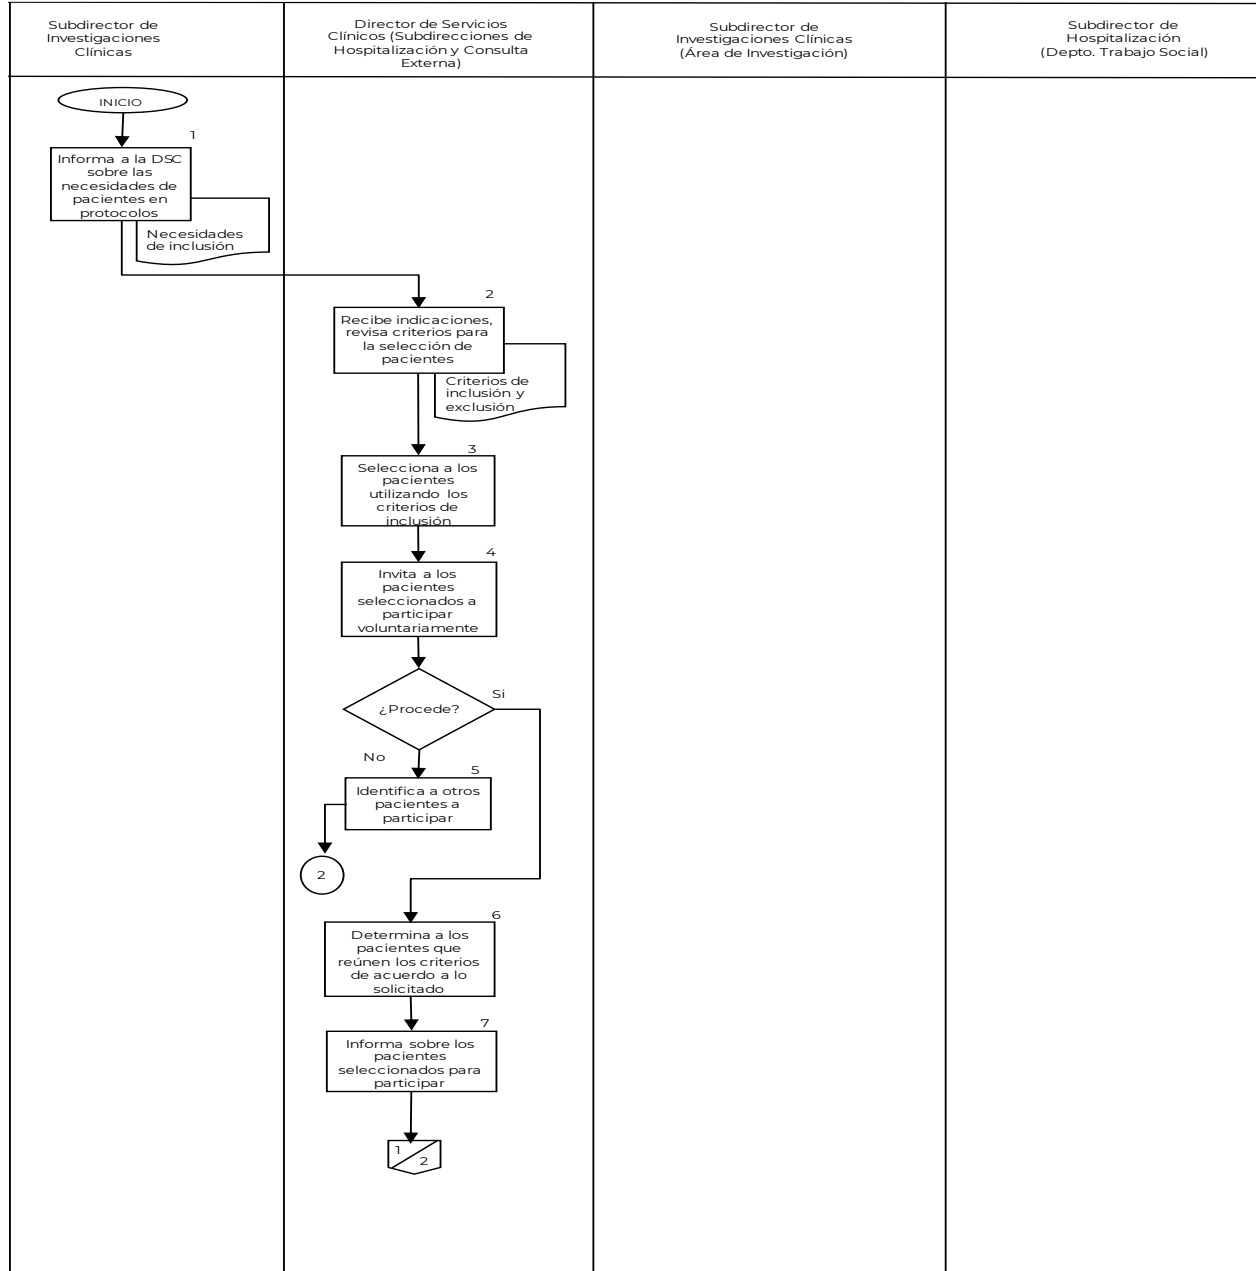 Subdirector de
Investigaciones
Clínicas
Director de Servicios
Clínicos (Subdirecciones de
Hospitalización y Consulta
Externa)
Subdirector de
Investigaciones Clínicas
(Área de Investigación)
Subdirector de
Hospitalización
(Depto. Trabajo Social)
INICIO
1
Informa a la DSC
sobre las
necesidades de
pacientes en
protocolos
Necesidades
de inclusión
2
Recibe indicaciones,
revisa criterios para
la selección de
pacientes
Criterios de
inclusión y
exclusión
3
Selecciona a los
pacientes
utilizando los
criterios de
inclusión
4
Invita a los
pacientes
seleccionados a
participar
voluntariamente
¿Procede?
Si
No
5
Identifica a otros
pacientes a
participar
2
6
Determina a los
pacientes que
reúnen los criterios
de acuerdo a lo
solicitado
7
Informa sobre los
pacientes
seleccionados para
participar
1
2